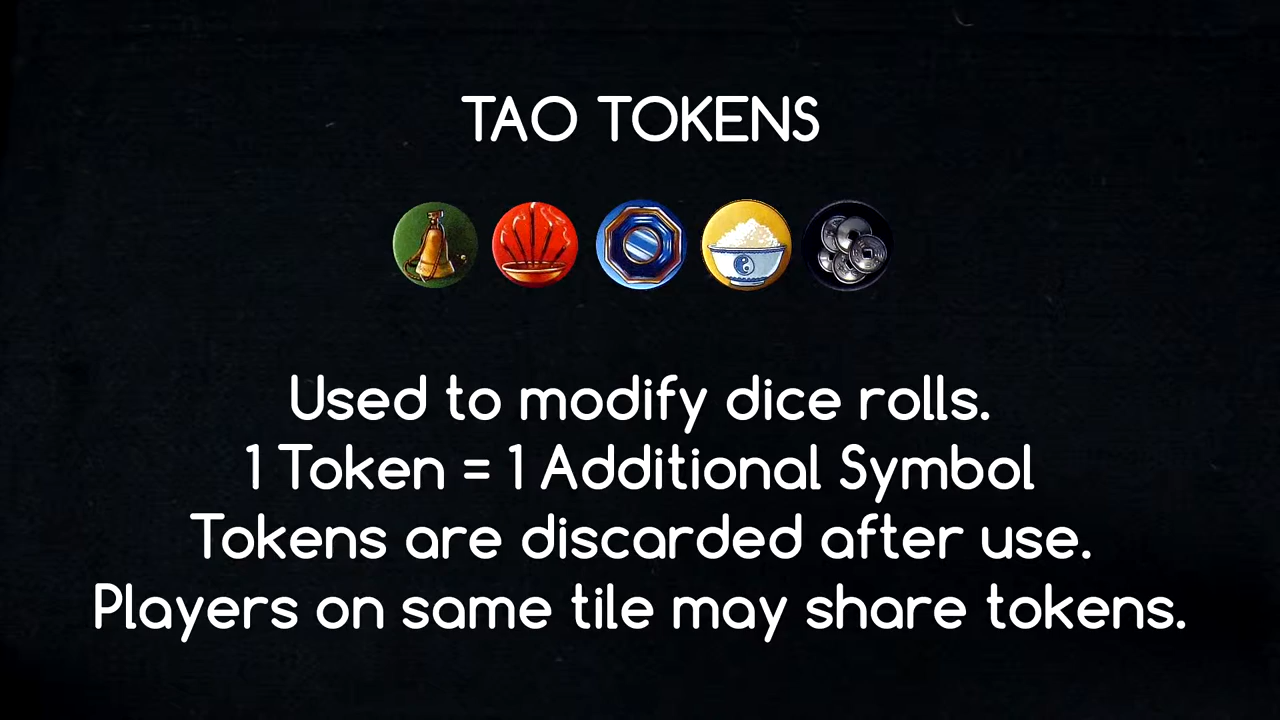 TAO TOKENS
Used to modify dice rolls.
1 Token = 1 Additional Symbol
Tokens are discarded after use.
Players on same tile may share tokens.